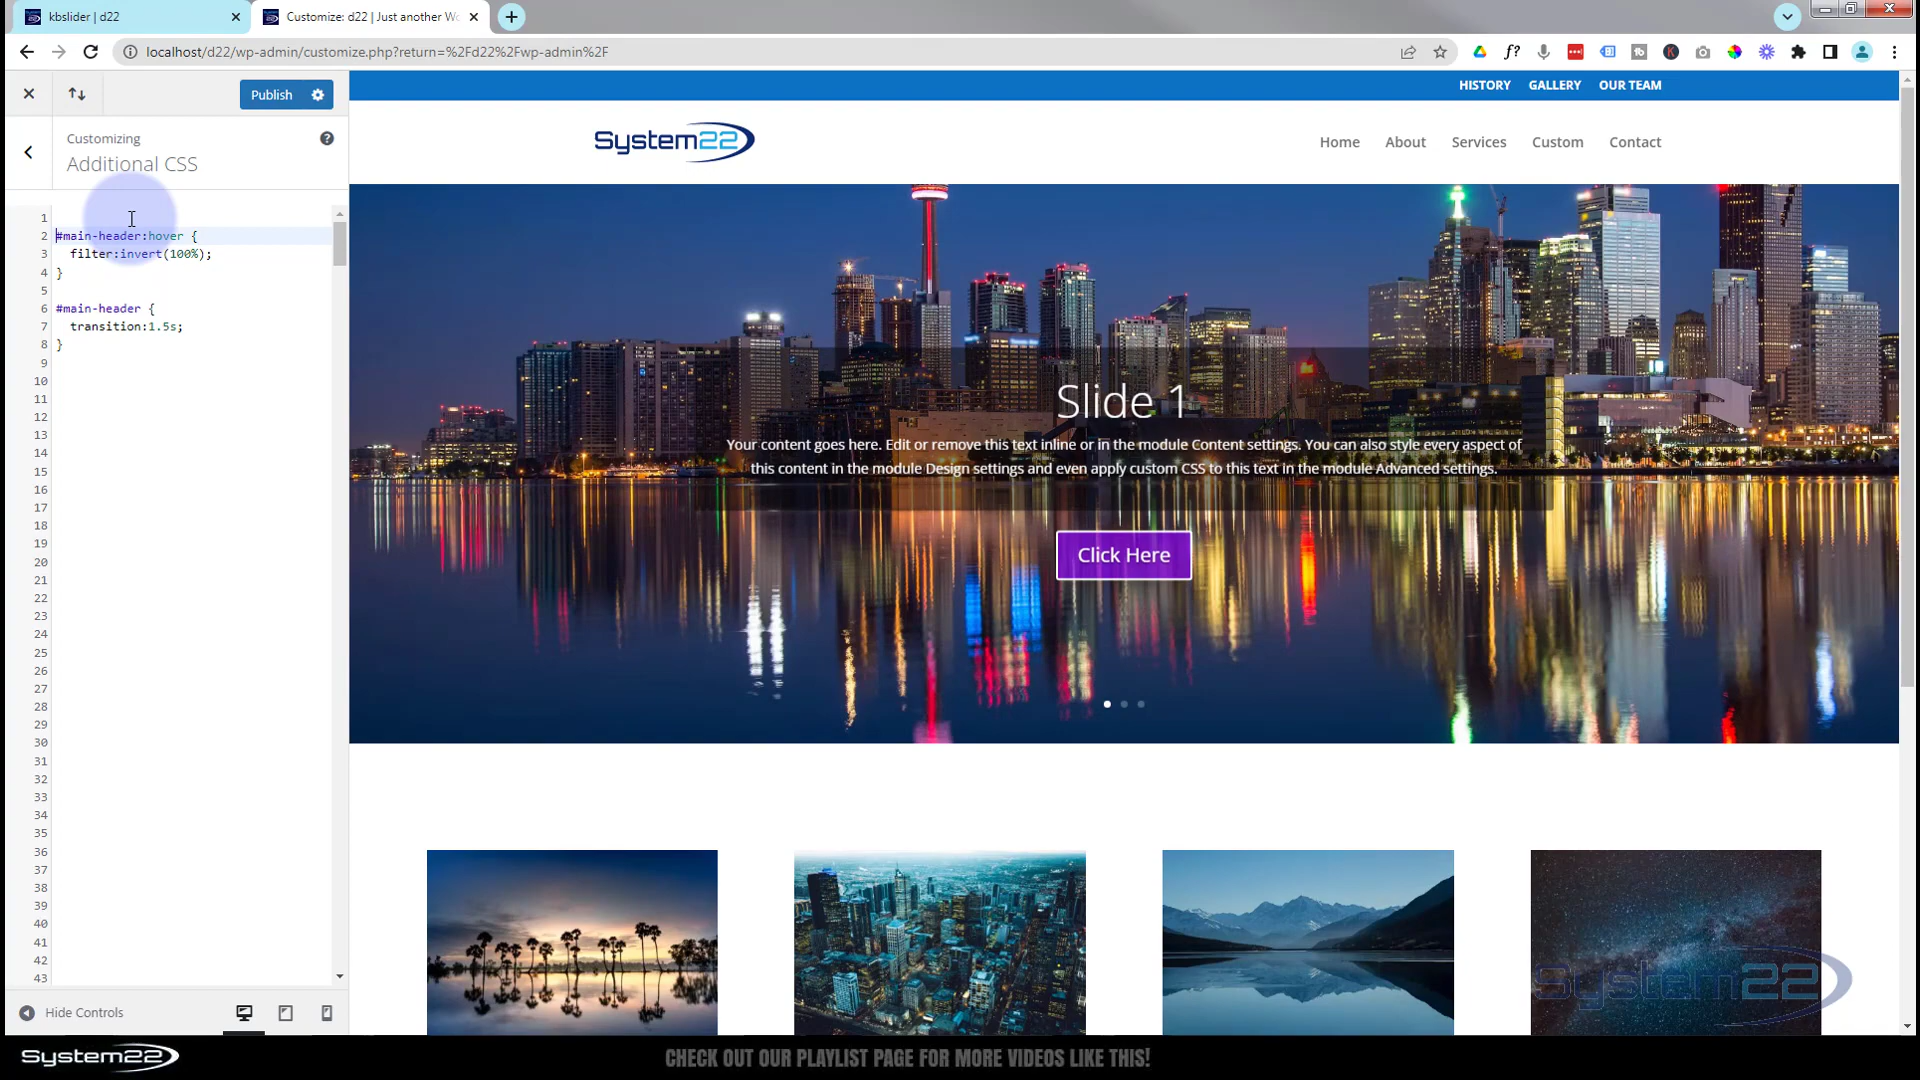 kbslider | d22
Customize: d22 | Just another Wo
localhost/d22/wp-admin/customize.php?return=%2Fd22%2Fwp-admin%2F
Publish
Customizing
Additional CSS
1
2 #main-header:hover {
3 filter:invert(100%);
4 }
5
6 #main-header {
7 transition:1.5s;
8 }
9
10
11
12
13
14
15
16
17
18
19
20
21
22
23
24
25
26
27
28
29
30
31
32
33
34
35
36
37
38
39
40
41
42
43
Hide Controls
HISTORY GALLERY OUR TEAM
System22
Home About Services Custom Contact
Slide 1
Your content goes here. Edit or remove this text inline or in the module Content settings. You can also style every aspect of
this content in the module Design settings and even apply custom CSS to this text in the module Advanced settings.
Click Here
System22
System22
CHECK OUT OUR PLAYLIST PAGE FOR MORE VIDEOS LIKE THIS!